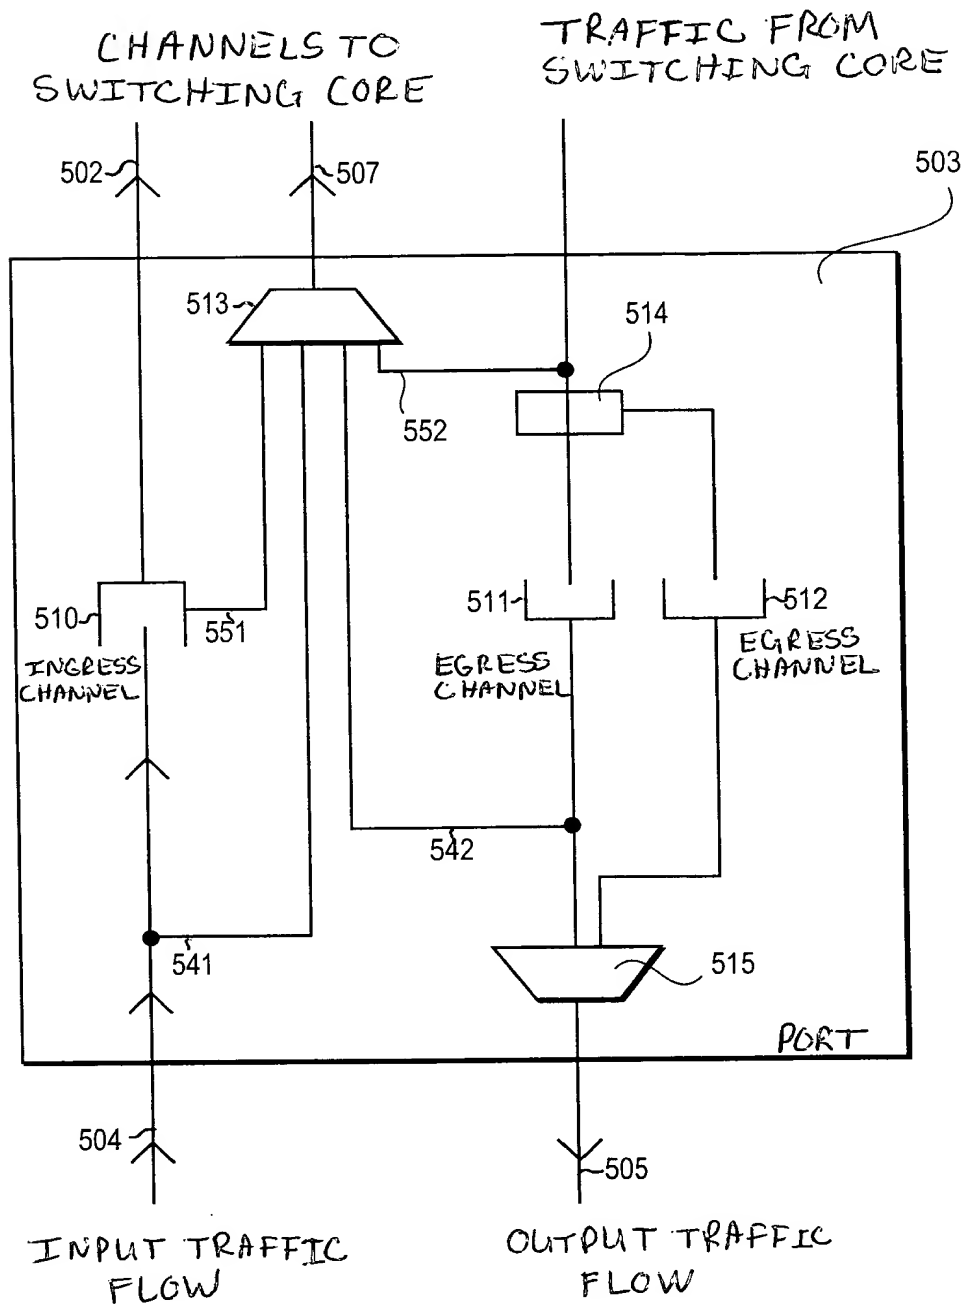 CHANNELS TO
SWITCHING CORE
TRAFFIC FROM
SWITCHING CORE
502
507
503
513
514
552
510
551
511
512
INGRESS
CHANNEL
EGRESS
CHANNEL
EGRESS
CHANNEL
542
541
515
PORT
504
505
INPUT TRAFFIC
FLOW
OUTPUT TRAFFIC
FLOW